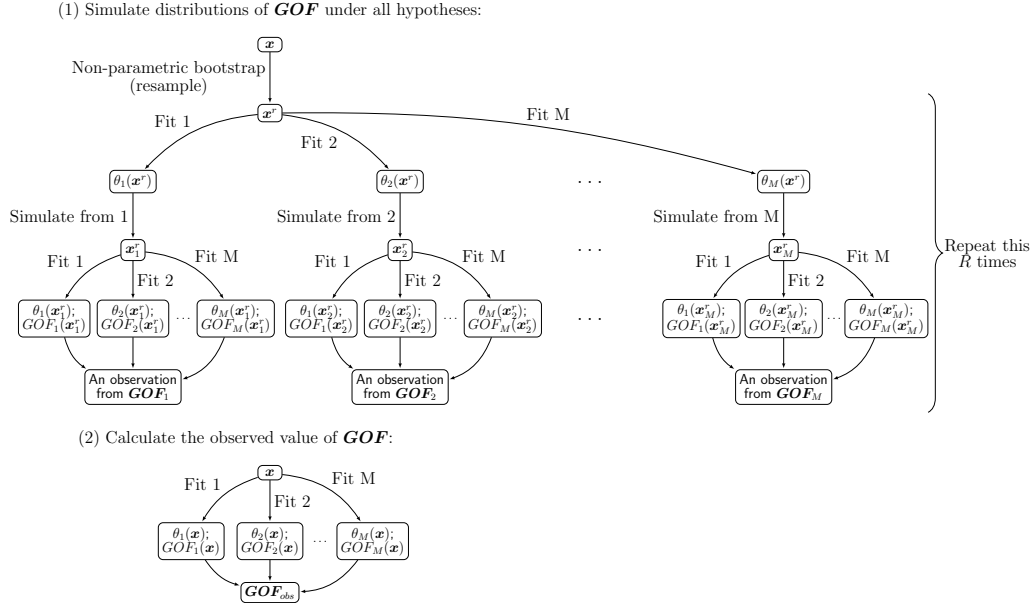 (1) Simulate distributions of GOF under all hypotheses:
x
Non-parametric bootstrap
(resample)
x^r
Fit 1
Fit 2
Fit M
θ_1(x^r)
θ_2(x^r)
. . .
θ_M(x^r)
Simulate from 1
Simulate from 2
Simulate from M
x_1^r
x_2^r
. . .
x_M^r
Fit 1
Fit 2
Fit M
Fit 1
Fit 2
Fit M
Fit 1
Fit 2
Fit M
Repeat this
R times
θ_1(x_1^r);
GOF_1(x_1^r)
θ_2(x_1^r);
GOF_2(x_1^r)
...
θ_M(x_1^r);
GOF_M(x_1^r)
θ_1(x_2^r);
GOF_1(x_2^r)
θ_2(x_2^r);
GOF_2(x_2^r)
...
θ_M(x_2^r);
GOF_M(x_2^r)
. . .
θ_1(x_M^r);
GOF_1(x_M^r)
θ_2(x_M^r);
GOF_2(x_M^r)
...
θ_M(x_M^r);
GOF_M(x_M^r)
An observation
from GOF_1
An observation
from GOF_2
An observation
from GOF_M
(2) Calculate the observed value of GOF:
x
Fit 1
Fit 2
Fit M
θ_1(x);
GOF_1(x)
θ_2(x);
GOF_2(x)
...
θ_M(x);
GOF_M(x)
GOF_obs